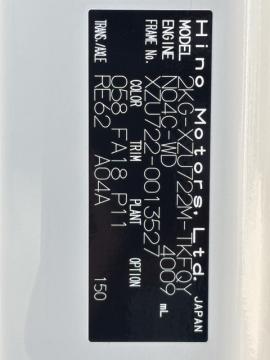 Hino Motors, Ltd. JAPAN
MODEL 2KG-XZU722M-TKFQY
ENGINE N04C-WD 4009 mL
FRAME No. XZU722-0013527
COLOR TRIM PLANT OPTION
058 FA18 P11
TRANS./AXLE RE62 A04A 150